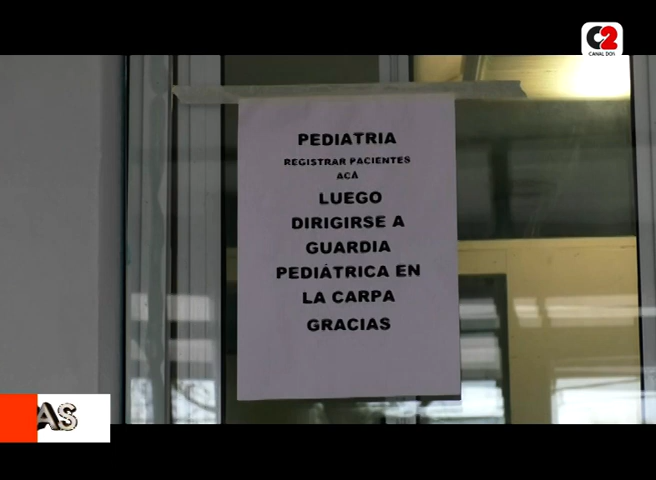 C2
CANAL DOS
PEDIATRIA
REGISTRAR PACIENTES
ACÁ
LUEGO
DIRIGIRSE A
GUARDIA
PEDIÁTRICA EN
LA CARPA
GRACIAS
AS